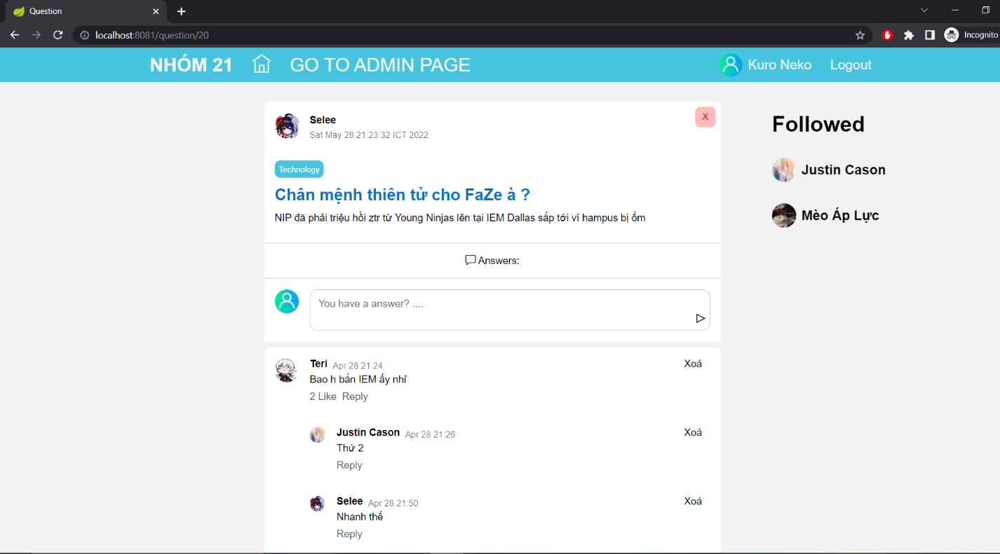 Question
localhost:8081/question/20
Incognito
NHÓM 21 GO TO ADMIN PAGE Kuro Neko Logout
Selee
X
Sat May 28 21:23:32 ICT 2022
Technology
Chân mệnh thiên tử cho FaZe à ?
NIP đã phải triệu hồi ztr từ Young Ninjas lên tại IEM Dallas sắp tới vì hampus bị ốm
Answers:
You have a answer? ....
Teri Apr 28 21:24 Xoá
Bao h bắn IEM ấy nhỉ
2 Like Reply
Justin Cason Apr 28 21:26 Xoá
Thứ 2
Reply
Selee Apr 28 21:50 Xoá
Nhanh thế
Reply
Followed
Justin Cason
Mèo Áp Lực